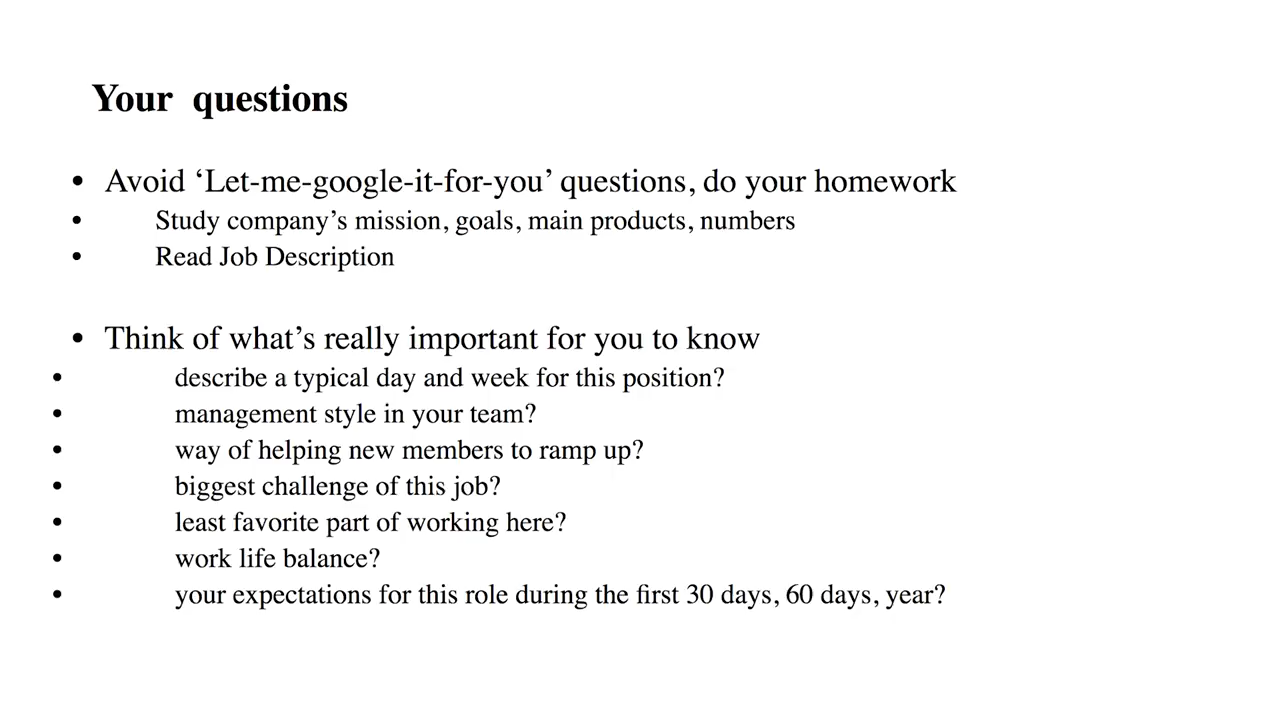 Your questions
• Avoid ‘Let-me-google-it-for-you’ questions, do your homework
• Study company’s mission, goals, main products, numbers
• Read Job Description
• Think of what’s really important for you to know
• describe a typical day and week for this position?
• management style in your team?
• way of helping new members to ramp up?
• biggest challenge of this job?
• least favorite part of working here?
• work life balance?
• your expectations for this role during the first 30 days, 60 days, year?